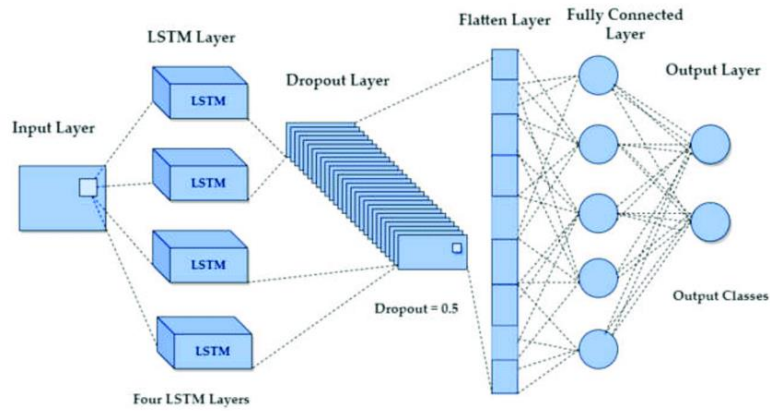 Input Layer
LSTM Layer
LSTM
LSTM
LSTM
LSTM
Four LSTM Layers
Dropout Layer
Dropout = 0.5
Flatten Layer
Fully Connected
Layer
Output Layer
Output Classes